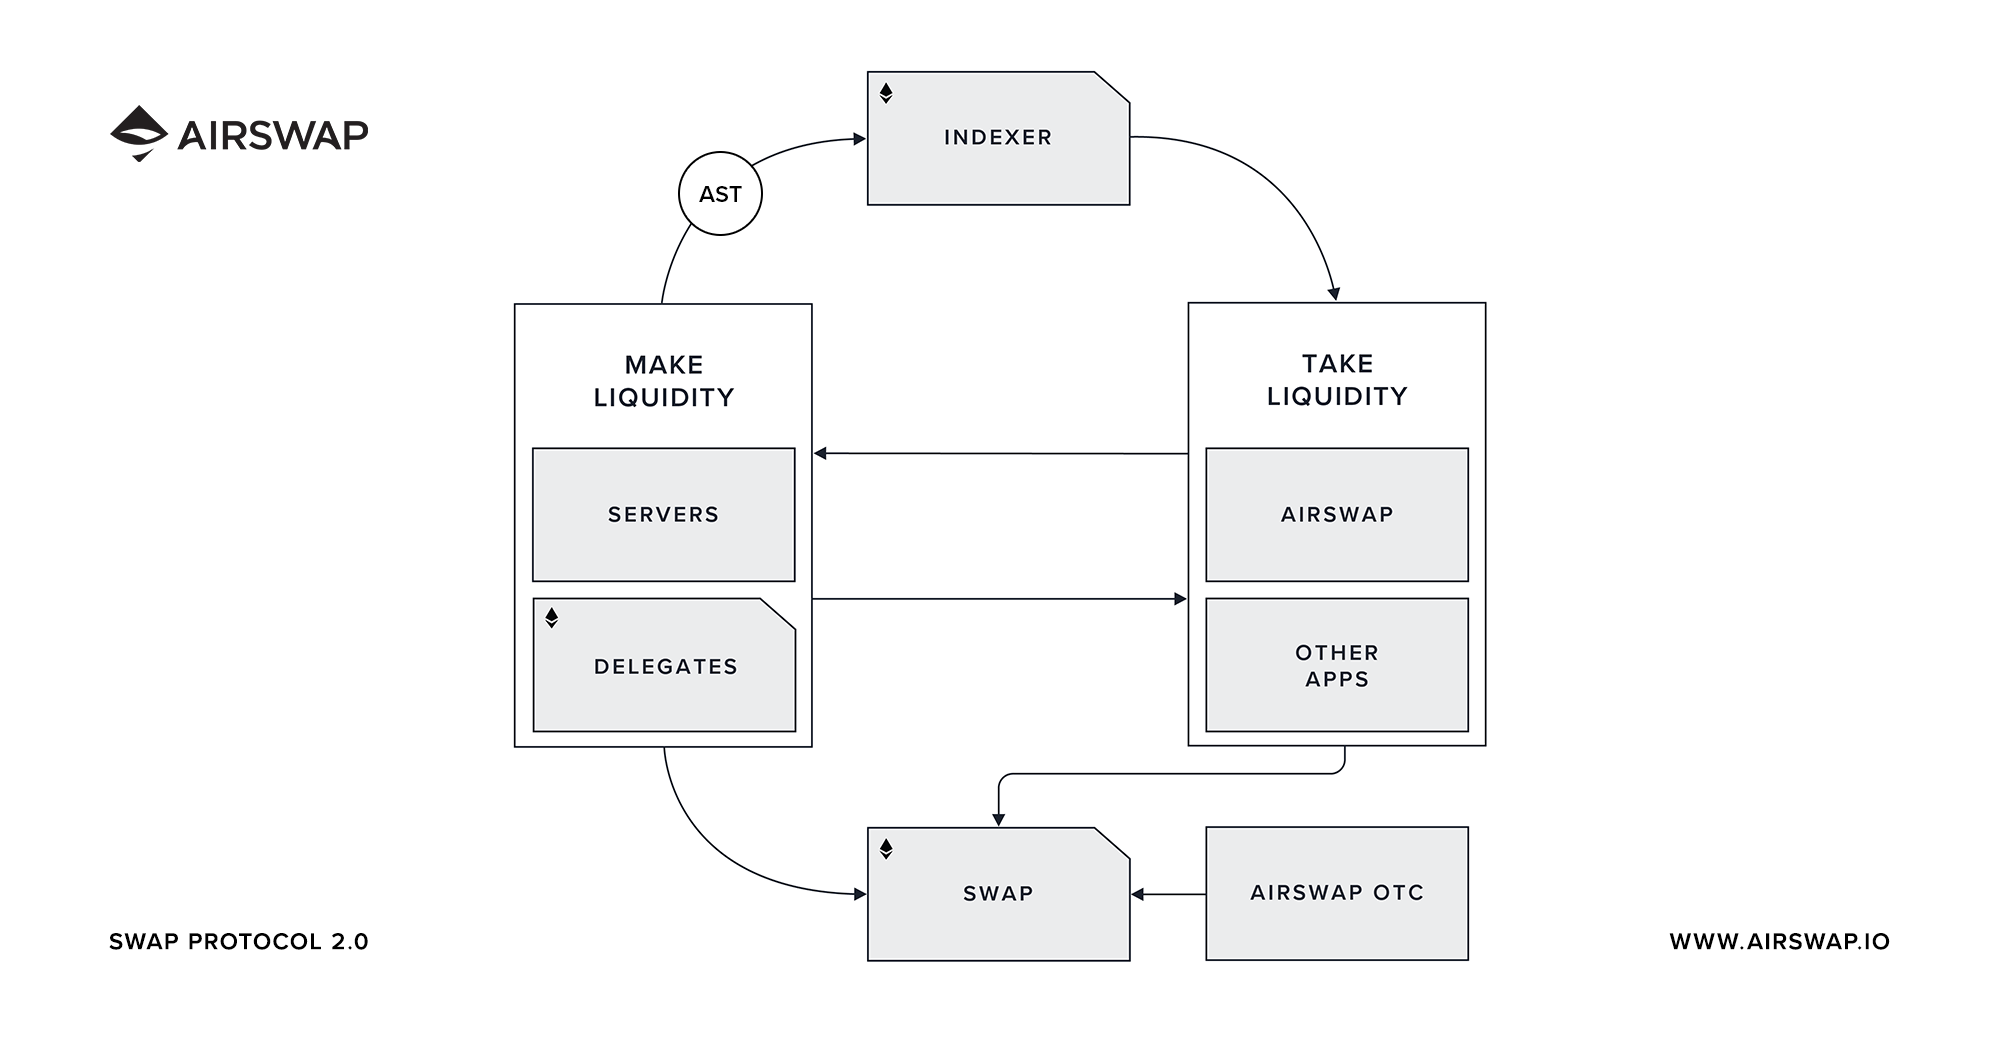 AIRSWAP
INDEXER
AST
MAKE
LIQUIDITY
SERVERS
DELEGATES
TAKE
LIQUIDITY
AIRSWAP
OTHER
APPS
SWAP
AIRSWAP OTC
SWAP PROTOCOL 2.0
WWW.AIRSWAP.IO